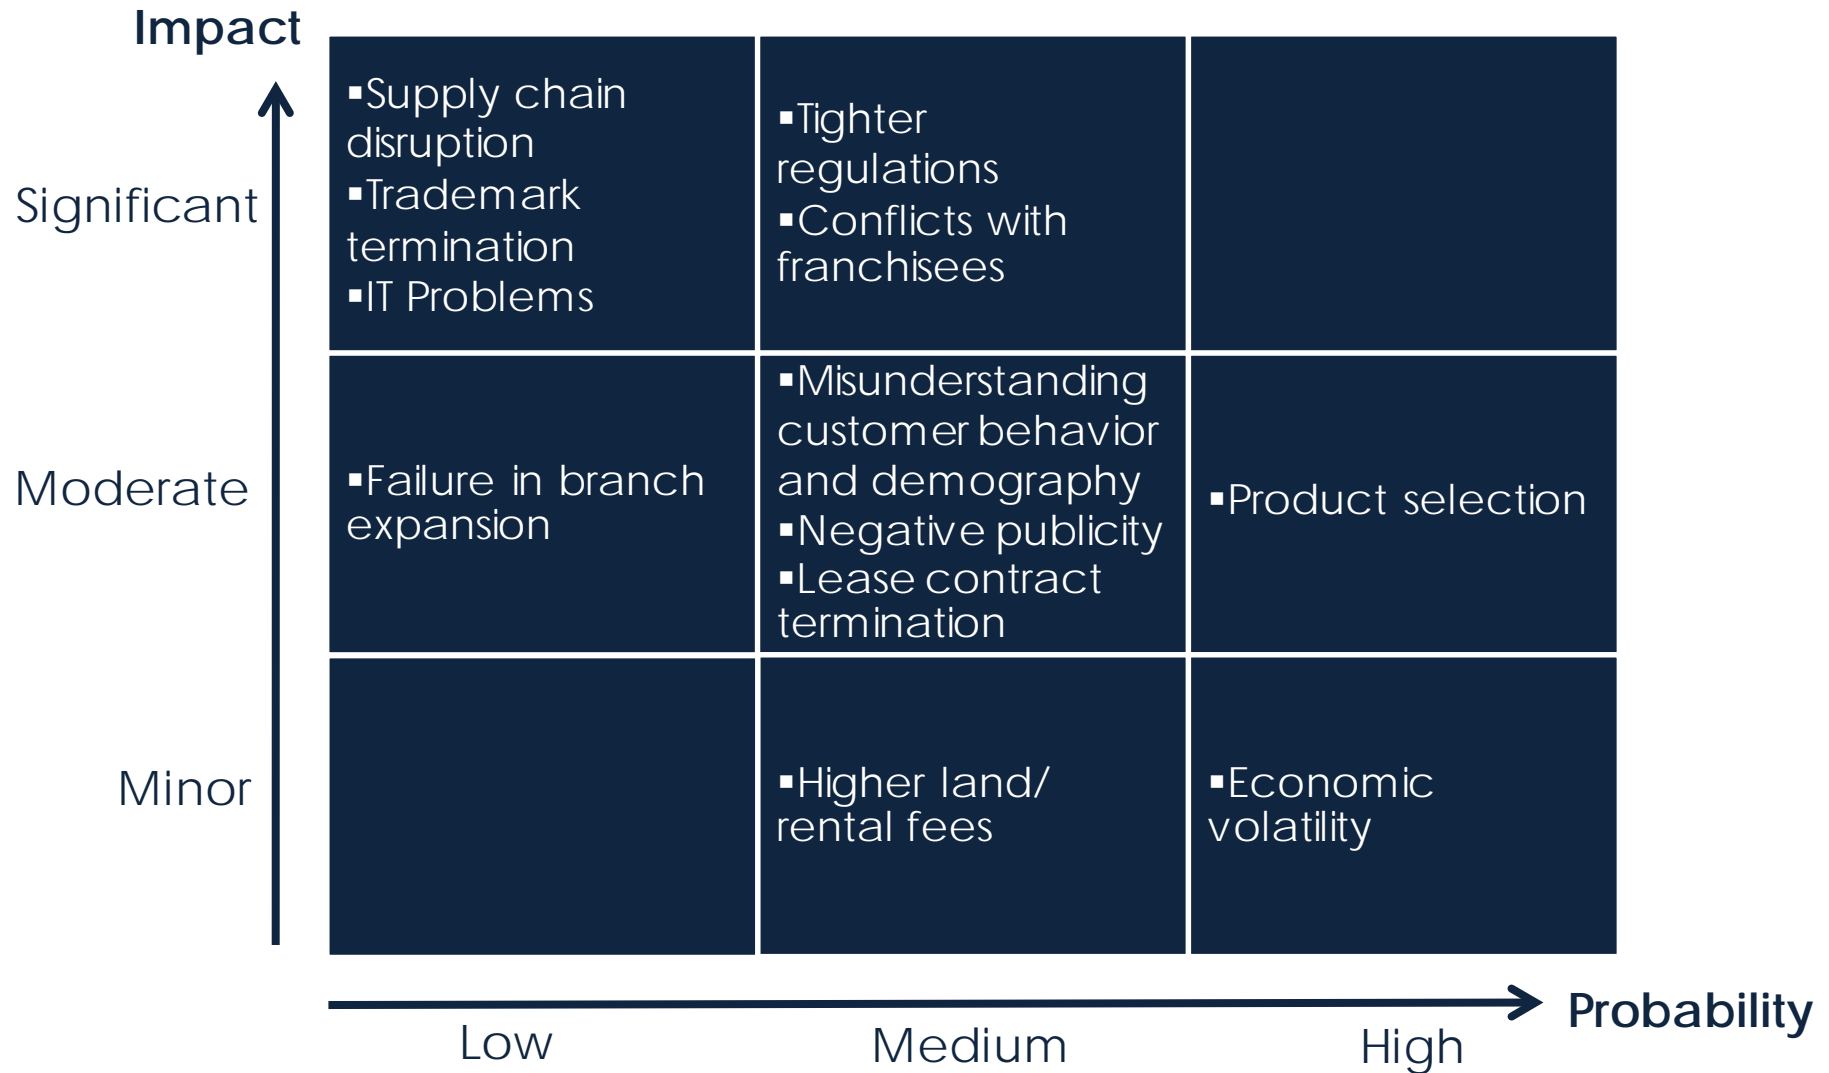 Impact
Significant
▪Supply chain
disruption
▪Trademark
termination
▪IT Problems
▪Tighter
regulations
▪Conflicts with
franchisees
Moderate
▪Failure in branch
expansion
▪Misunderstanding
customer behavior
and demography
▪Negative publicity
▪Lease contract
termination
▪Product selection
Minor
▪Higher land/
rental fees
▪Economic
volatility
Probability
Low
Medium
High